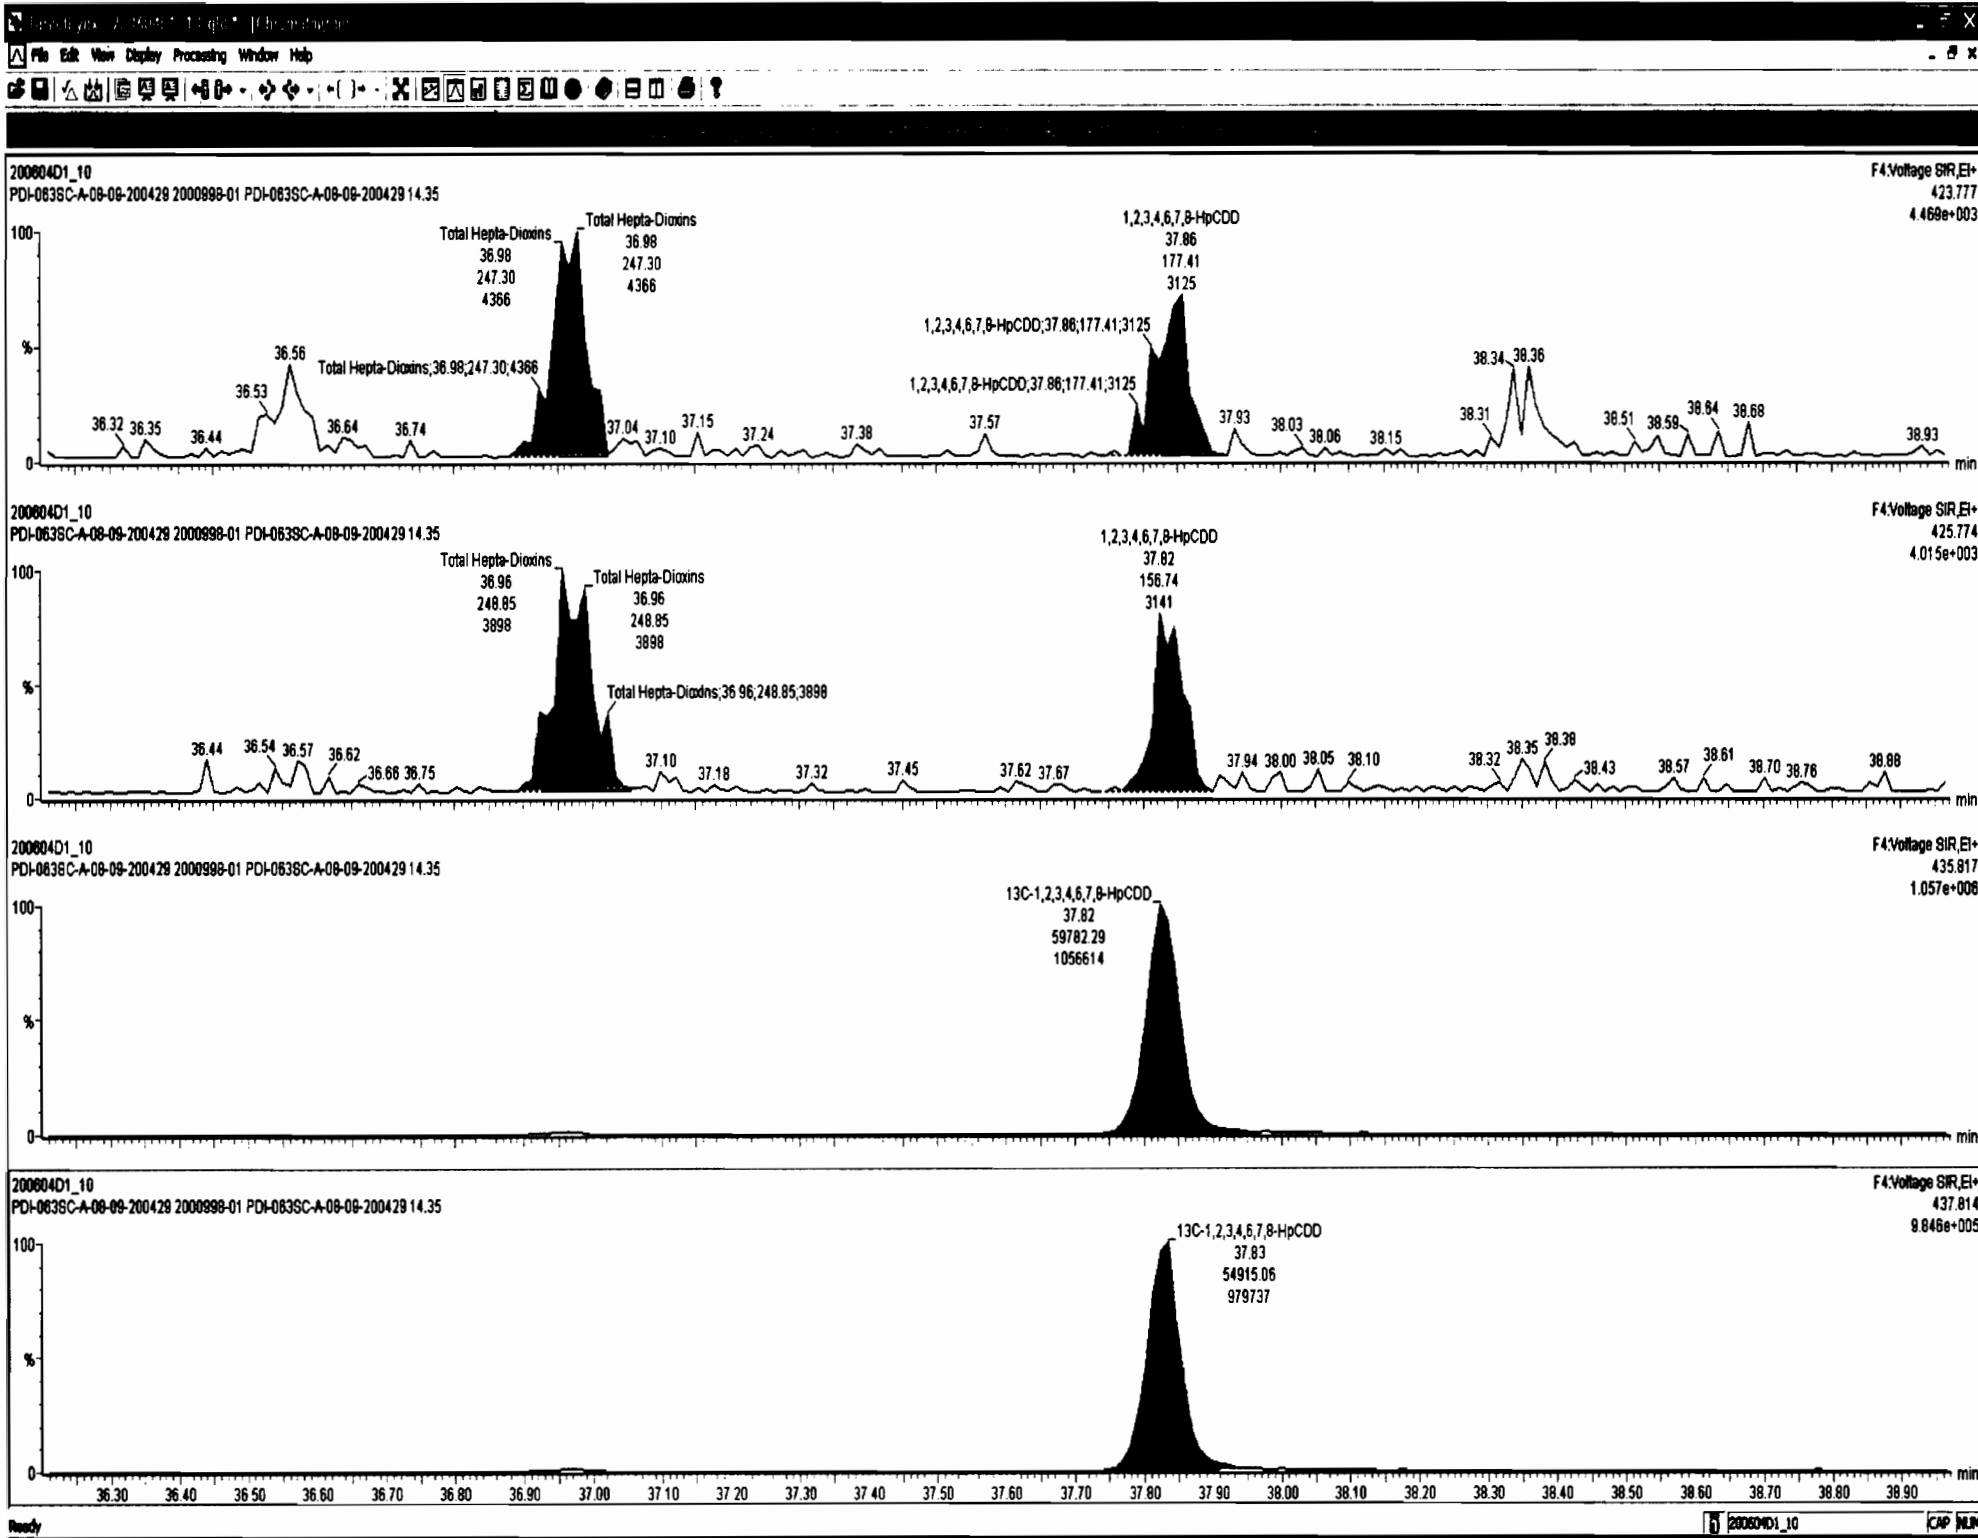 File Edit View Display Processing Window Help
200604D1_10
PDI-063SC-A-08-09-200429 2000998-01 PDI-063SC-A-08-09-200429 14.35
F4:Voltage SIR,EI+
423.777
4.469e+003
100
%
0
Total Hepta-Dioxins
36.98
247.30
4366
Total Hepta-Dioxins
36.98
247.30
4366
Total Hepta-Dioxins;36.98;247.30;4366
1,2,3,4,6,7,8-HpCDD
37.86
177.41
3125
1,2,3,4,6,7,8-HpCDD;37.86;177.41;3125
1,2,3,4,6,7,8-HpCDD;37.86;177.41;3125
36.32 36.35 36.44 36.53 36.56 36.64 36.74 37.04 37.10 37.15 37.24 37.38 37.57 37.93 38.03 38.06 38.15 38.31 38.34 38.36 38.51 38.59 38.64 38.68 38.93
min
200604D1_10
PDI-063SC-A-08-09-200429 2000998-01 PDI-063SC-A-08-09-200429 14.35
F4:Voltage SIR,EI+
425.774
4.015e+003
100
%
0
Total Hepta-Dioxins
36.96
248.85
3898
Total Hepta-Dioxins
36.96
248.85
3898
Total Hepta-Dioxins;36.96;248.85;3898
1,2,3,4,6,7,8-HpCDD
37.82
156.74
3141
36.44 36.54 36.57 36.62 36.66 36.75 37.10 37.18 37.32 37.45 37.62 37.67 37.94 38.00 38.05 38.10 38.32 38.35 38.38 38.43 38.57 38.61 38.70 38.76 38.88
min
200604D1_10
PDI-063SC-A-08-09-200429 2000998-01 PDI-063SC-A-08-09-200429 14.35
F4:Voltage SIR,EI+
435.817
1.057e+006
100
%
0
13C-1,2,3,4,6,7,8-HpCDD
37.82
59782.29
1056614
min
200604D1_10
PDI-063SC-A-08-09-200429 2000998-01 PDI-063SC-A-08-09-200429 14.35
F4:Voltage SIR,EI+
437.814
9.846e+005
100
%
0
13C-1,2,3,4,6,7,8-HpCDD
37.83
54915.06
979737
min
36.30 36.40 36.50 36.60 36.70 36.80 36.90 37.00 37.10 37.20 37.30 37.40 37.50 37.60 37.70 37.80 37.90 38.00 38.10 38.20 38.30 38.40 38.50 38.60 38.70 38.80 38.90
Ready
200604D1_10
CAP NUM